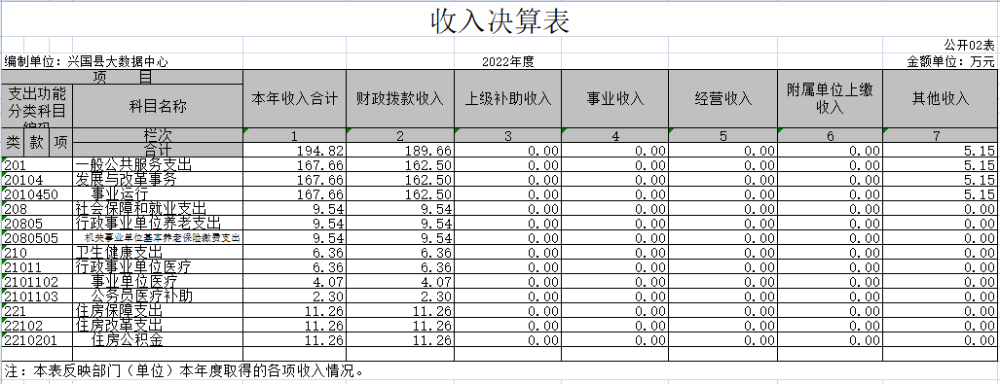 收入决算表
公开02表
编制单位：兴国县大数据中心 2022年度 金额单位：万元
项 目 本年收入合计 财政拨款收入 上级补助收入 事业收入 经营收入 附属单位上缴收入 其他收入
支出功能分类科目编码 科目名称
类 款 项 栏次 1 2 3 4 5 6 7
合计 194.82 189.66 0.00 0.00 0.00 0.00 5.15
201 一般公共服务支出 167.66 162.50 0.00 0.00 0.00 0.00 5.15
20104 发展与改革事务 167.66 162.50 0.00 0.00 0.00 0.00 5.15
2010450 事业运行 167.66 162.50 0.00 0.00 0.00 0.00 5.15
208 社会保障和就业支出 9.54 9.54 0.00 0.00 0.00 0.00 0.00
20805 行政事业单位养老支出 9.54 9.54 0.00 0.00 0.00 0.00 0.00
2080505 机关事业单位基本养老保险缴费支出 9.54 9.54 0.00 0.00 0.00 0.00 0.00
210 卫生健康支出 6.36 6.36 0.00 0.00 0.00 0.00 0.00
21011 行政事业单位医疗 6.36 6.36 0.00 0.00 0.00 0.00 0.00
2101102 事业单位医疗 4.07 4.07 0.00 0.00 0.00 0.00 0.00
2101103 公务员医疗补助 2.30 2.30 0.00 0.00 0.00 0.00 0.00
221 住房保障支出 11.26 11.26 0.00 0.00 0.00 0.00 0.00
22102 住房改革支出 11.26 11.26 0.00 0.00 0.00 0.00 0.00
2210201 住房公积金 11.26 11.26 0.00 0.00 0.00 0.00 0.00
注：本表反映部门（单位）本年度取得的各项收入情况。